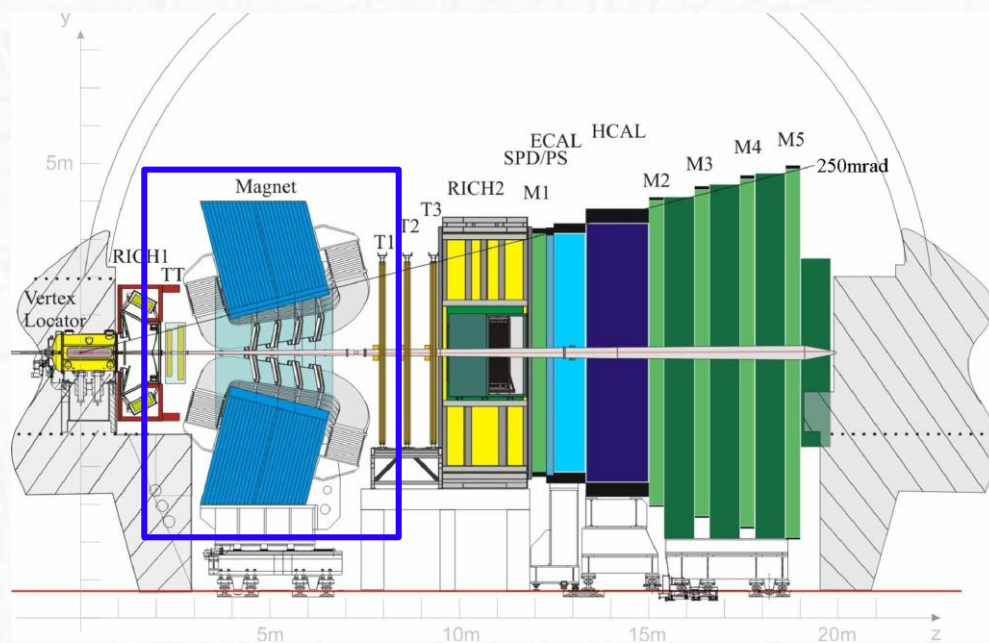 y
5m
Magnet
RICH1
TT
Vertex
Locator
T1
T2
T3
RICH2
SPD/PS
ECAL
HCAL
M1
M2
M3
M4
M5
250mrad
5m
10m
15m
20m
z